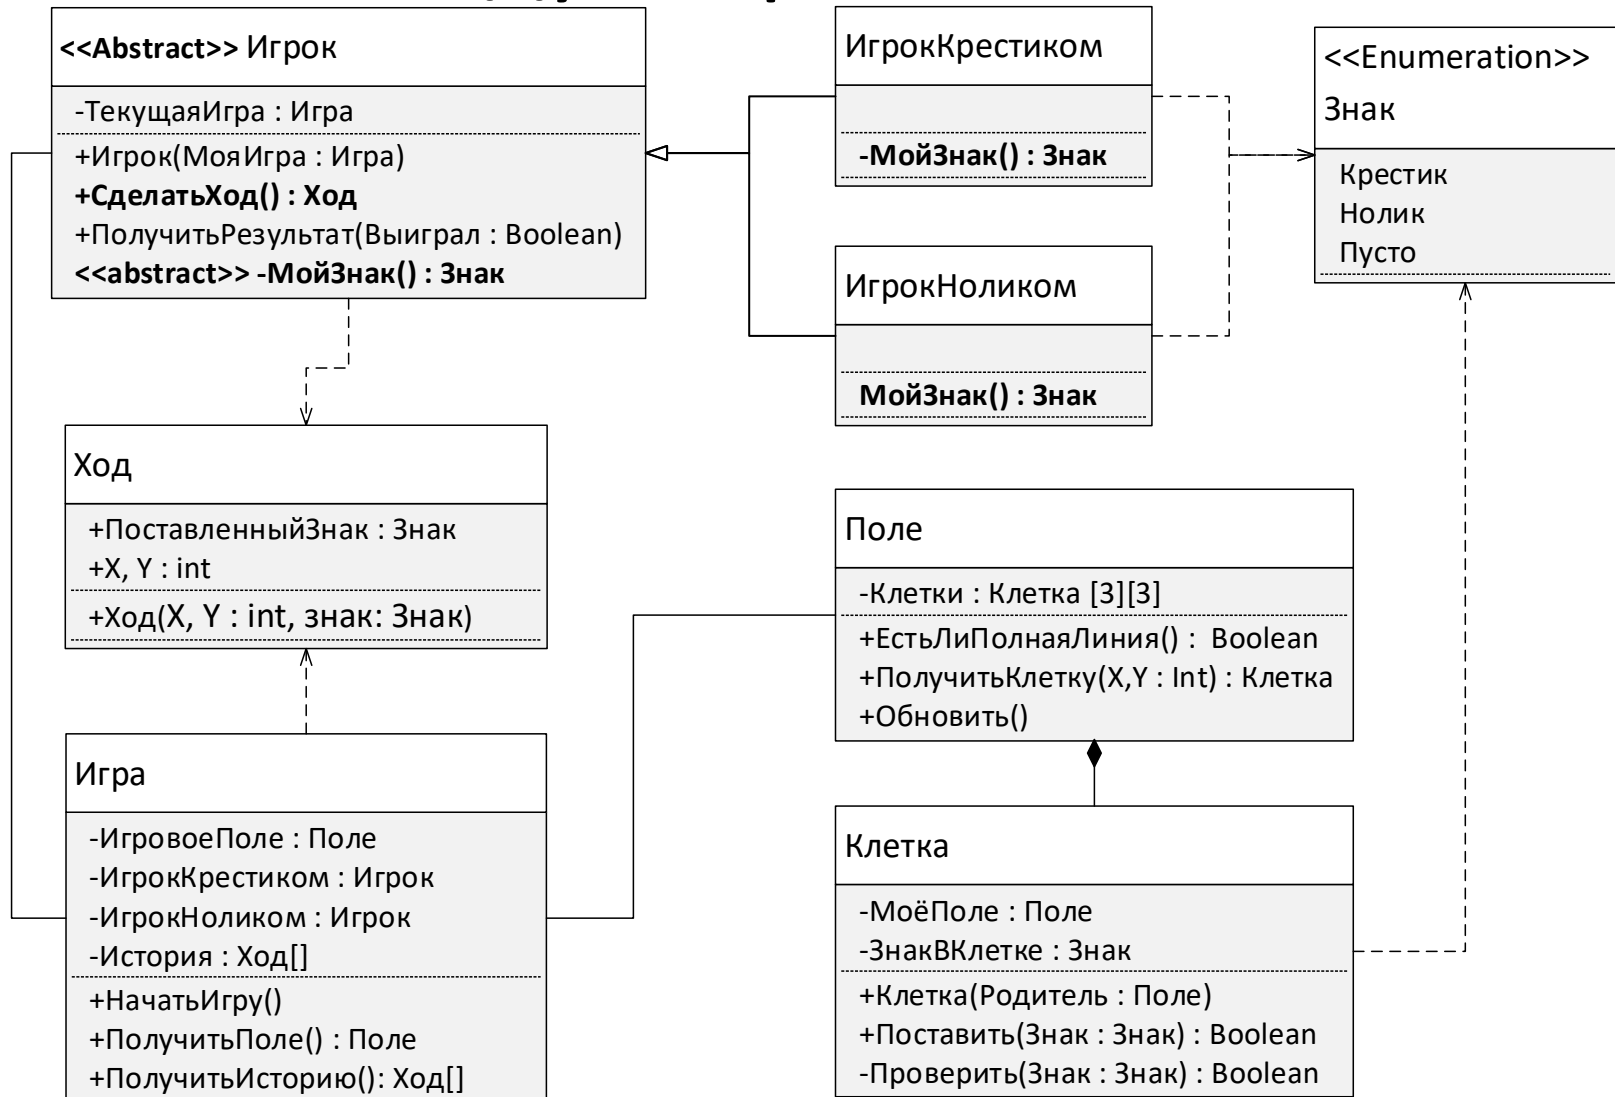 <<Abstract>> Игрок
-ТекущаяИгра : Игра
+Игрок(МояИгра : Игра)
+СделатьХод() : Ход
+ПолучитьРезультат(Выиграл : Boolean)
<<abstract>> -МойЗнак() : Знак
ИгрокКрестиком
-МойЗнак() : Знак
ИгрокНоликом
МойЗнак() : Знак
<<Enumeration>>
Знак
Крестик
Нолик
Пусто
Ход
+ПоставленныйЗнак : Знак
+X, Y : int
+Ход(X, Y : int, знак: Знак)
Поле
-Клетки : Клетка [3][3]
+ЕстьЛиПолнаяЛиния() : Boolean
+ПолучитьКлетку(X,Y : Int) : Клетка
+Обновить()
Игра
-ИгровоеПоле : Поле
-ИгрокКрестиком : Игрок
-ИгрокНоликом : Игрок
-История : Ход[]
+НачатьИгру()
+ПолучитьПоле() : Поле
+ПолучитьИсторию(): Ход[]
Клетка
-МоёПоле : Поле
-ЗнакВКлетке : Знак
+Клетка(Родитель : Поле)
+Поставить(Знак : Знак) : Boolean
-Проверить(Знак : Знак) : Boolean